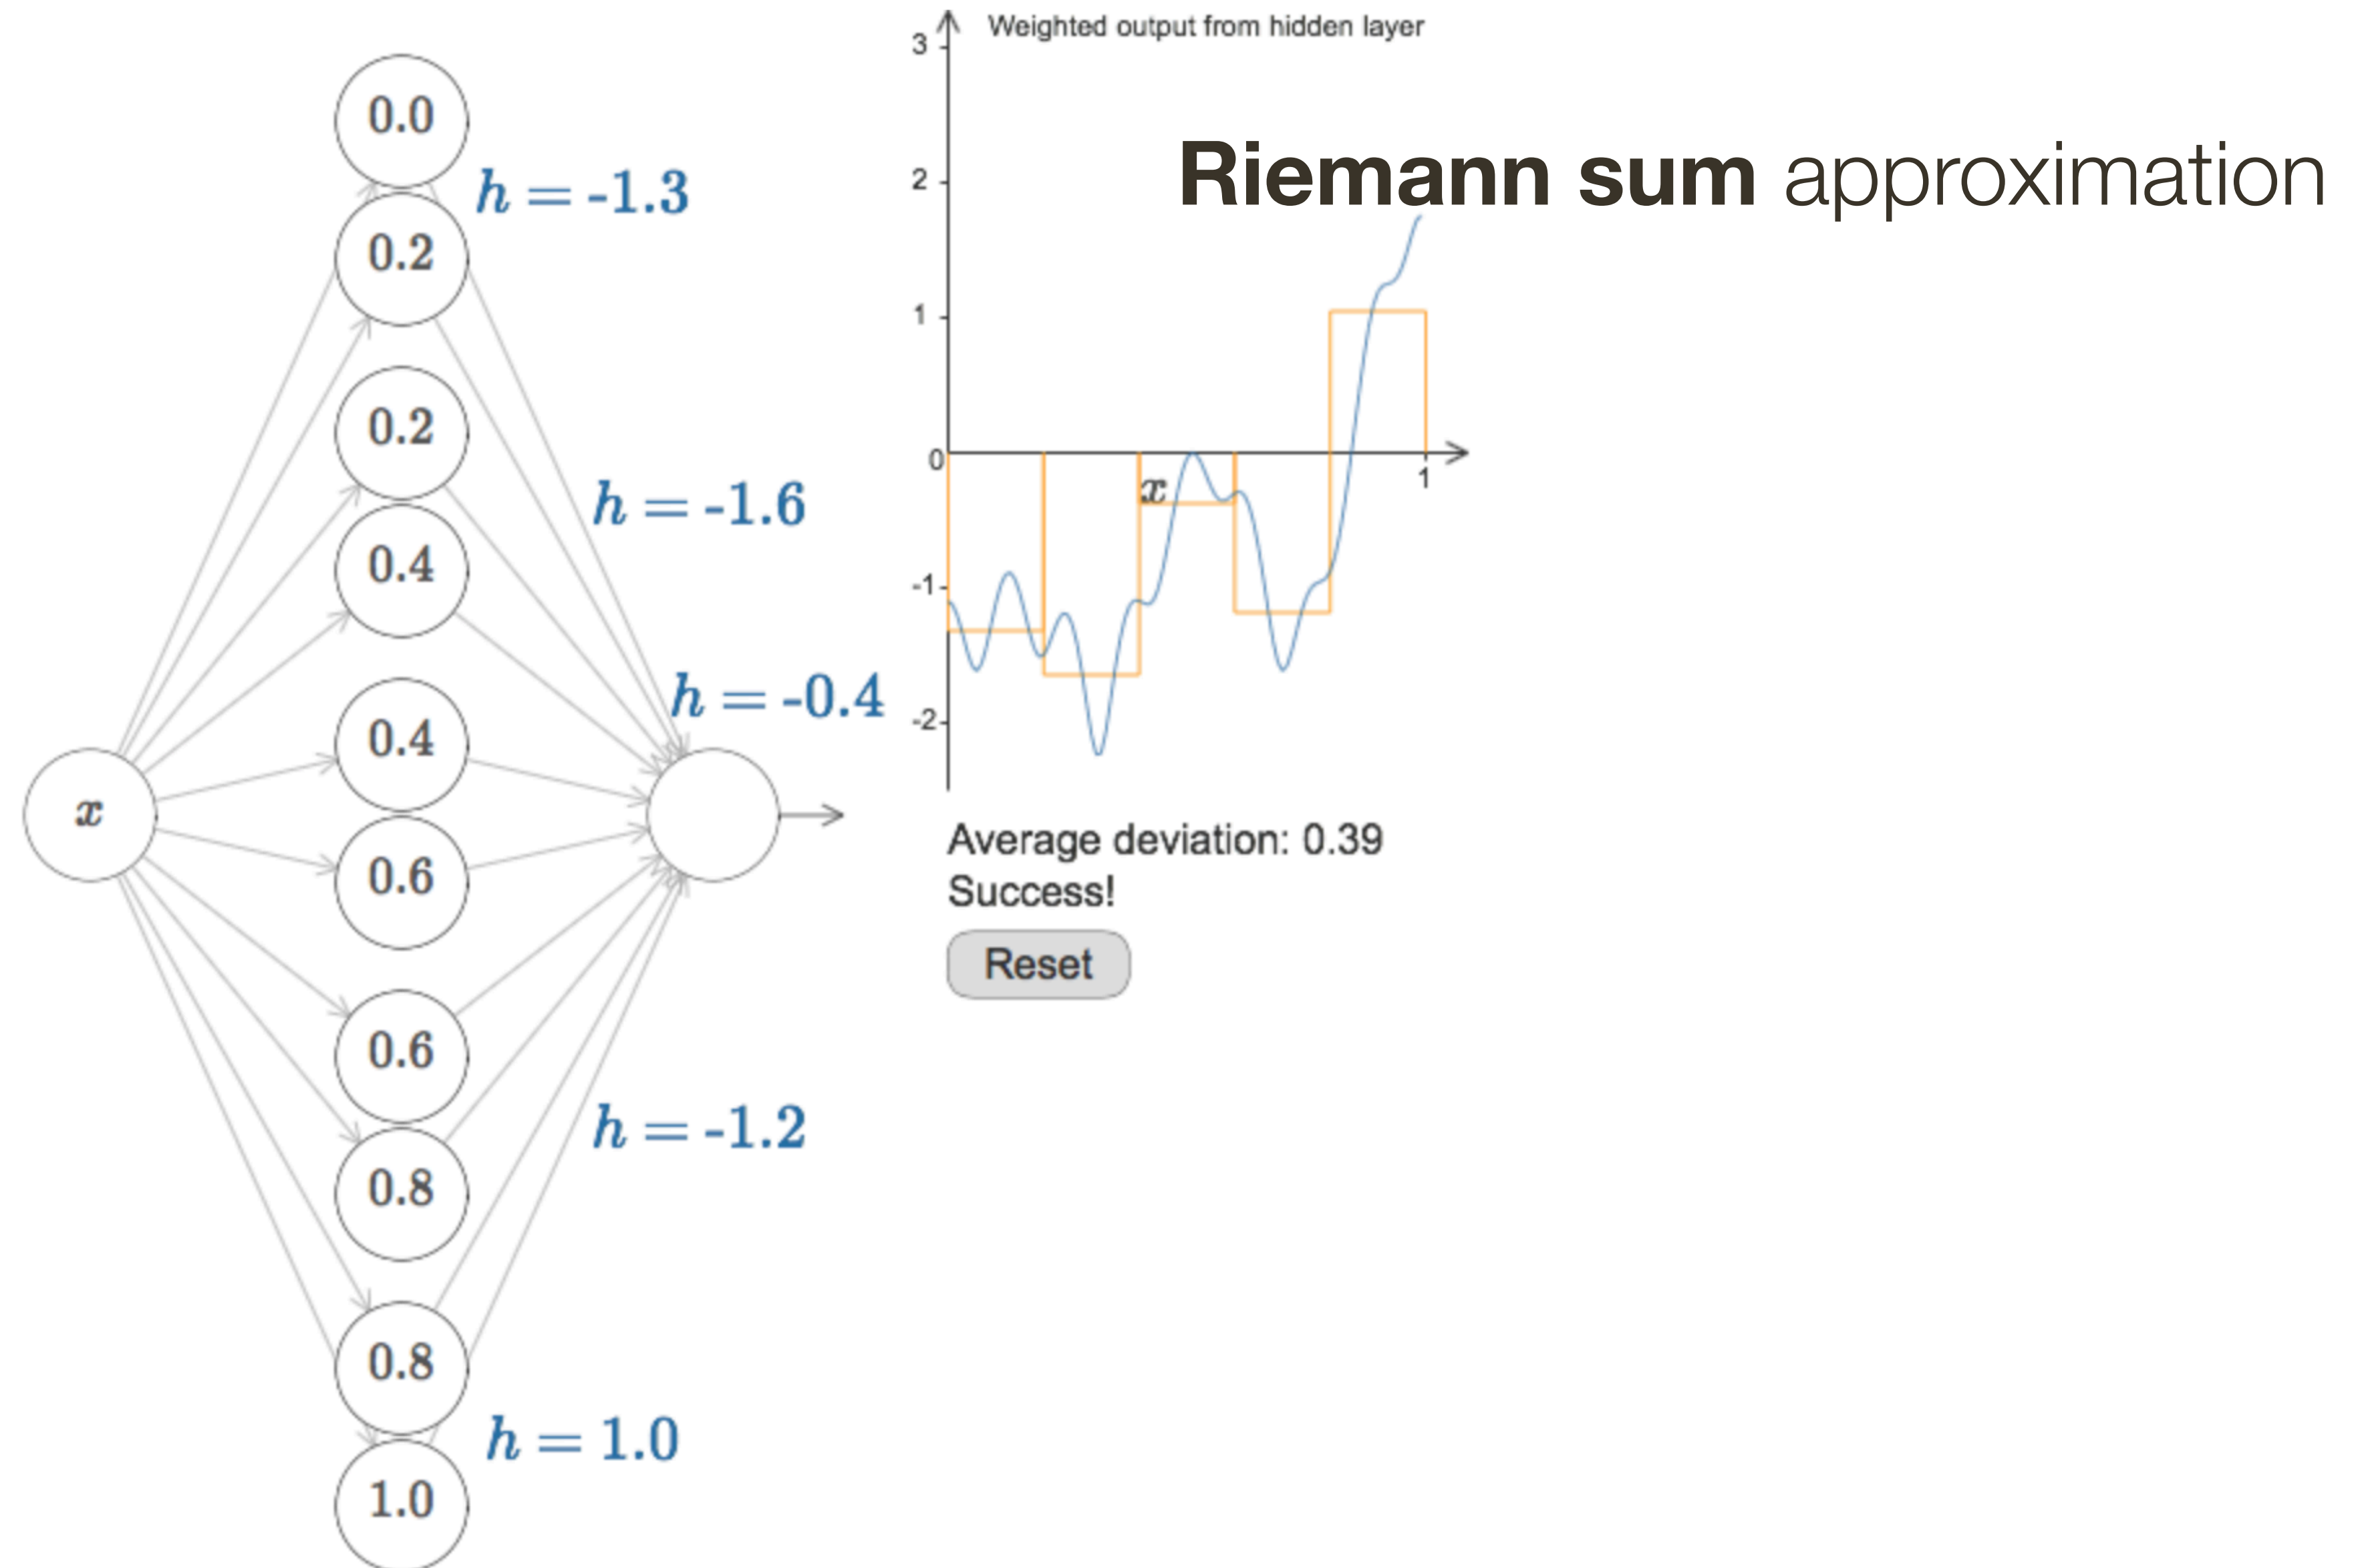 Weighted output from hidden layer
Riemann sum approximation
3
2
1
0
-1
-2
1
x
0.0
0.2
h = -1.3
0.2
0.4
h = -1.6
0.4
0.6
h = -0.4
x
0.6
0.8
h = -1.2
0.8
1.0
h = 1.0
Average deviation: 0.39
Success!
Reset